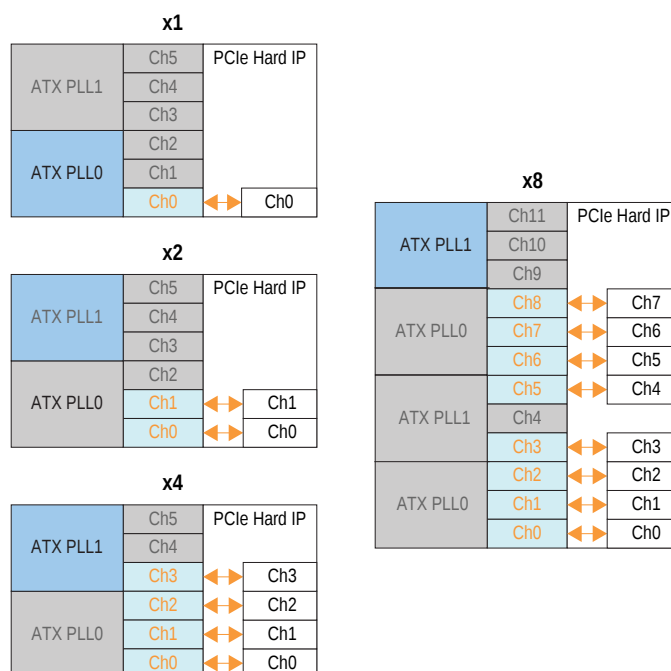 x1
Ch5 PCIe Hard IP
ATX PLL1 Ch4
Ch3
Ch2
ATX PLL0 Ch1
Ch0 Ch0
x2
Ch5 PCIe Hard IP
ATX PLL1 Ch4
Ch3
Ch2
ATX PLL0 Ch1 Ch1
Ch0 Ch0
x4
Ch5 PCIe Hard IP
ATX PLL1 Ch4
Ch3 Ch3
Ch2 Ch2
ATX PLL0 Ch1 Ch1
Ch0 Ch0
x8
Ch11 PCIe Hard IP
ATX PLL1 Ch10
Ch9
Ch8 Ch7
ATX PLL0 Ch7 Ch6
Ch6 Ch5
Ch5 Ch4
ATX PLL1 Ch4
Ch3 Ch3
Ch2 Ch2
ATX PLL0 Ch1 Ch1
Ch0 Ch0